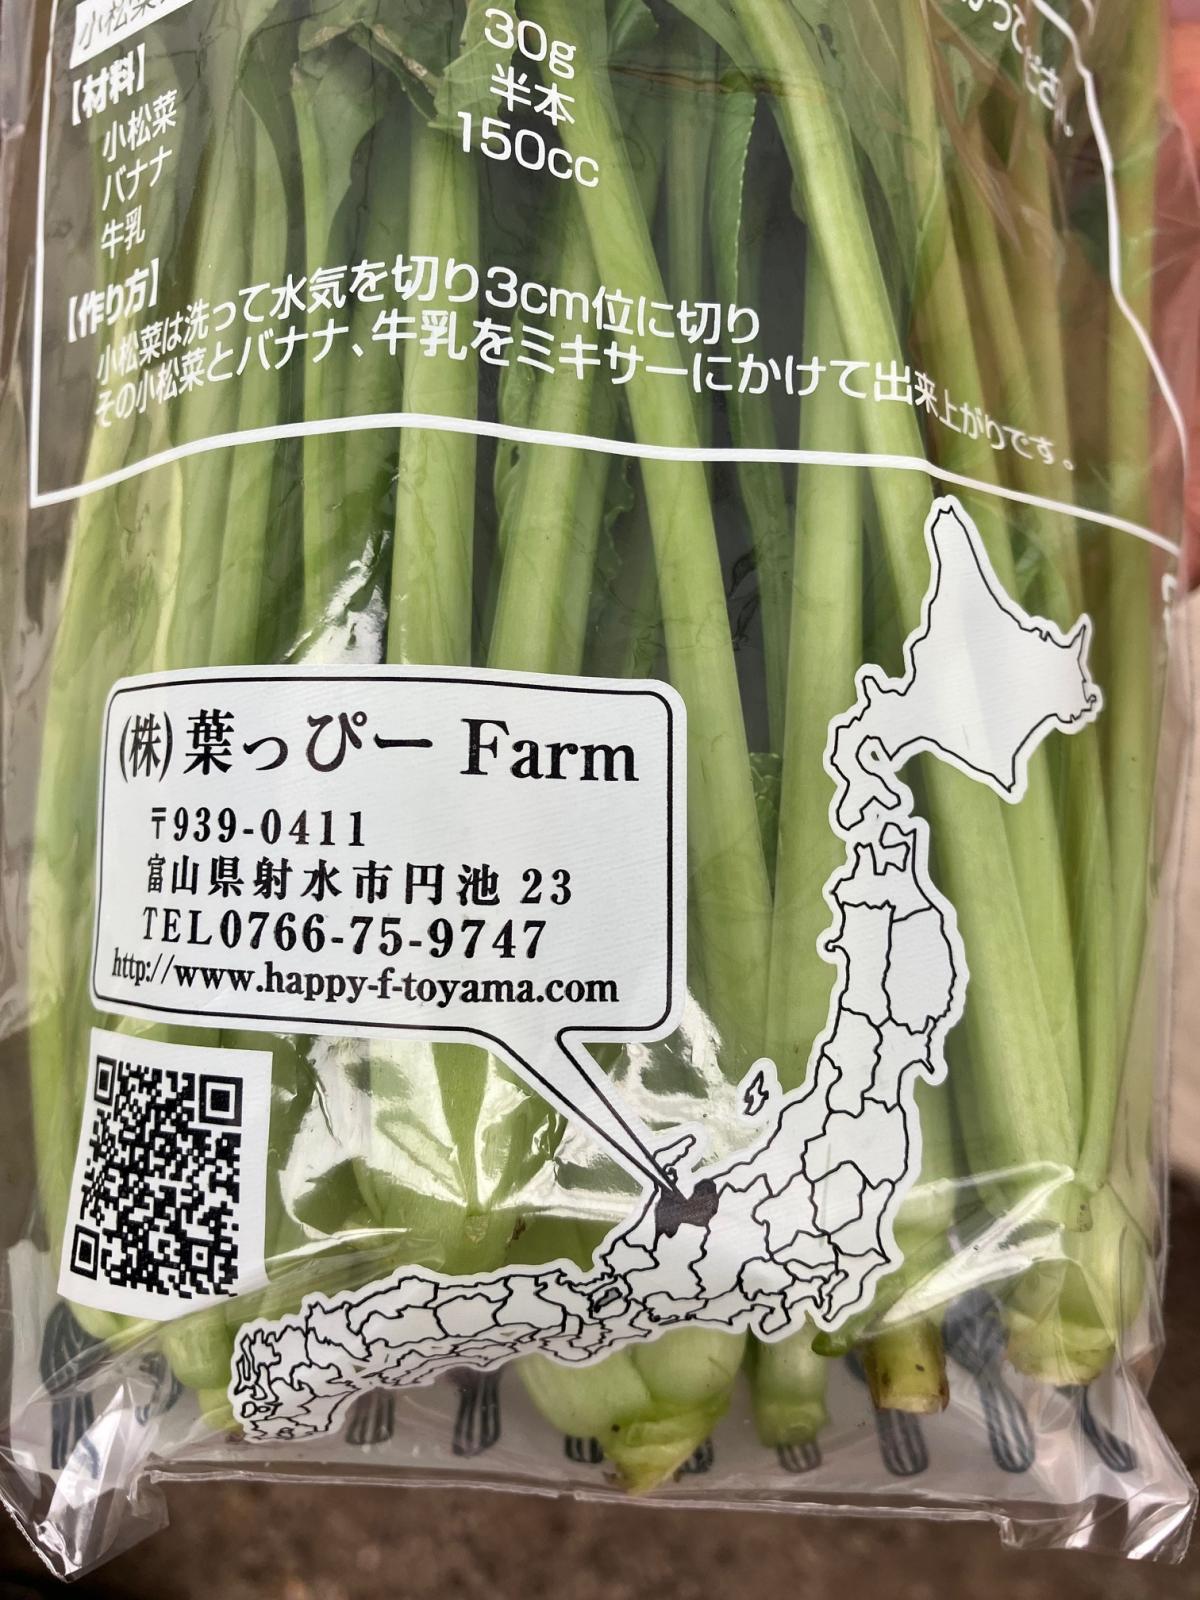 小松菜
【材料】
小松菜 30g
バナナ 半本
牛乳 150cc
【作り方】
小松菜は洗って水気を切り3cm位に切り
その小松菜とバナナ、牛乳をミキサーにかけて出来上がりです。
(株)葉っぴー Farm
〒939-0411
富山県射水市円池 23
TEL0766-75-9747
http://www.happy-f-toyama.com